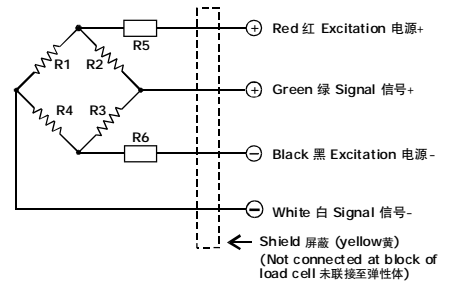 R5
Red 红 Excitation 电源+
R1 R2
Green 绿 Signal 信号+
R4 R3
R6
Black 黑 Excitation 电源-
White 白 Signal 信号-
Shield 屏蔽 (yellow黄)
(Not connected at block of
load cell 未联接至弹性体)